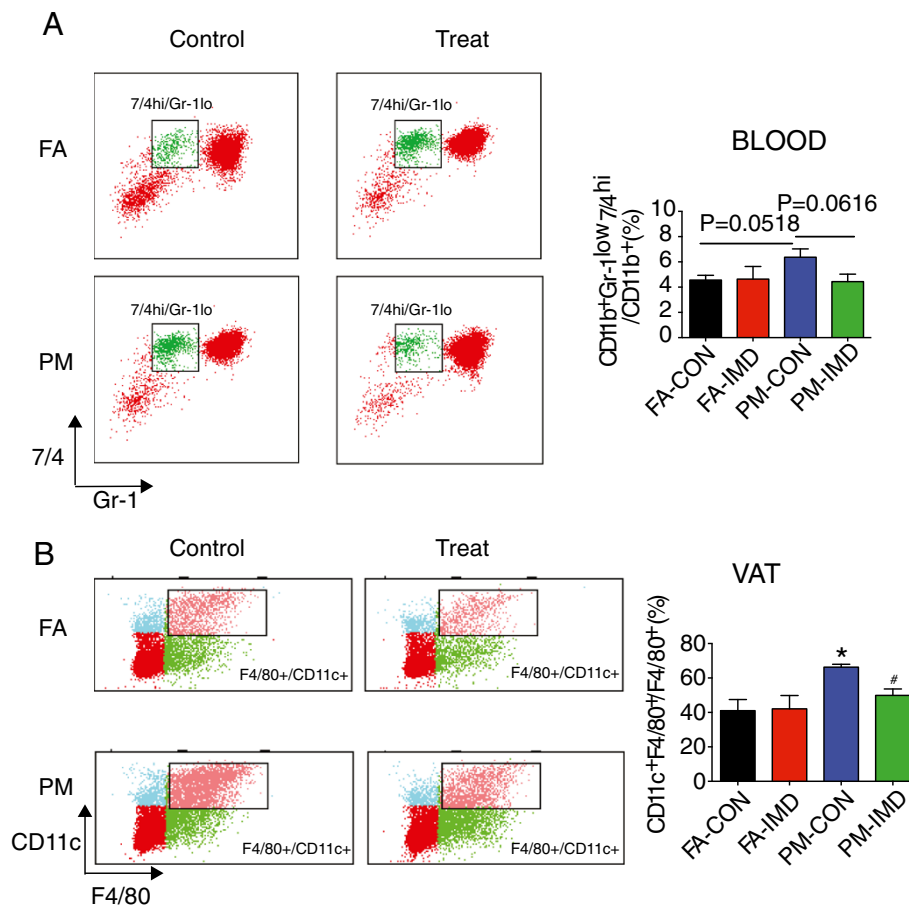 A
Control
Treat
FA
7/4hi/Gr-1lo
7/4hi/Gr-1lo
PM
7/4hi/Gr-1lo
7/4hi/Gr-1lo
7/4
Gr-1
BLOOD
CD11b+Gr-1low7/4hi
/CD11b+(%)
P=0.0518
P=0.0616
10
8
6
4
2
0
FA-CON
FA-IMD
PM-CON
PM-IMD
B
Control
Treat
FA
F4/80+/CD11c+
F4/80+/CD11c+
PM
F4/80+/CD11c+
F4/80+/CD11c+
CD11c
F4/80
VAT
CD11c+F4/80+/F4/80+(%)
80
60
40
20
0
*
#
FA-CON
FA-IMD
PM-CON
PM-IMD